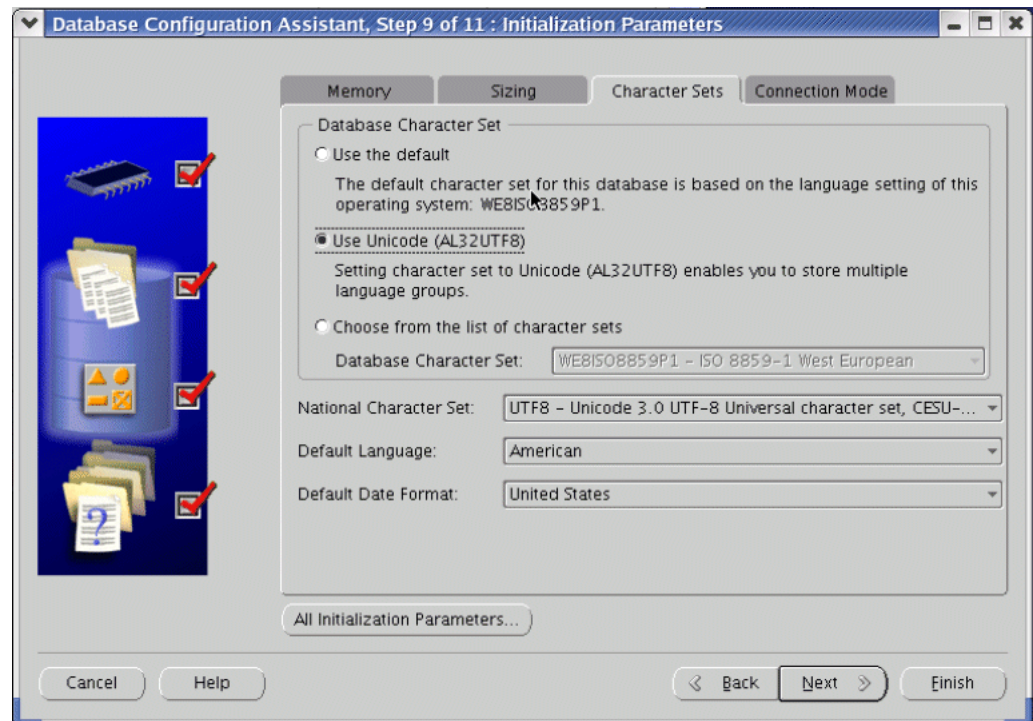 Database Configuration Assistant, Step 9 of 11 : Initialization Parameters
Memory Sizing Character Sets Connection Mode
Database Character Set
Use the default
The default character set for this database is based on the language setting of this
operating system: WE8ISO8859P1.
Use Unicode (AL32UTF8)
Setting character set to Unicode (AL32UTF8) enables you to store multiple
language groups.
Choose from the list of character sets
Database Character Set: WE8ISO8859P1 - ISO 8859-1 West European
National Character Set: UTF8 - Unicode 3.0 UTF-8 Universal character set, CESU-...
Default Language: American
Default Date Format: United States
?
All Initialization Parameters...
Cancel Help Back Next Finish